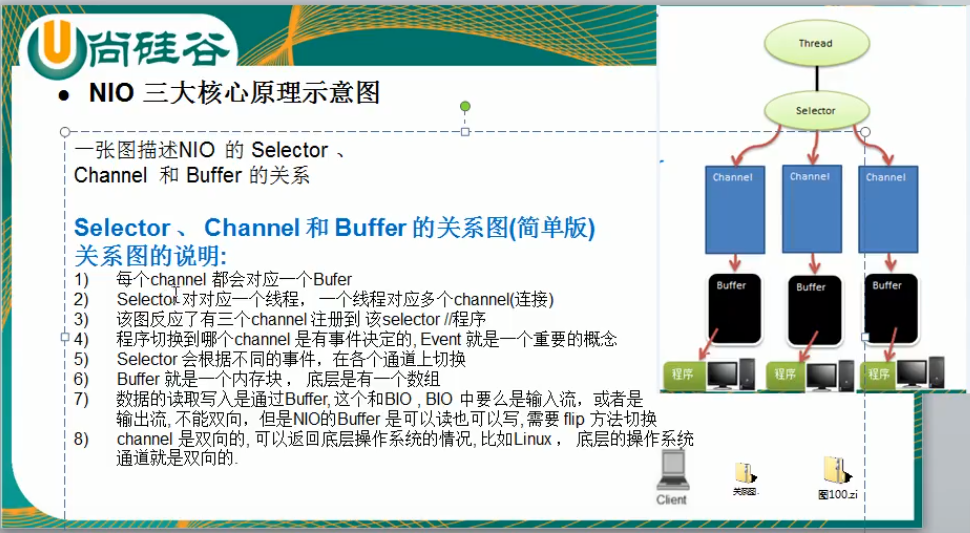 尚硅谷
● NIO 三大核心原理示意图
一张图描述NIO 的 Selector 、
Channel 和 Buffer 的关系
Selector 、 Channel 和 Buffer 的关系图(简单版)
关系图的说明:
1) 每个channel 都会对应一个Bufer
2) Selector 对对应一个线程， 一个线程对应多个channel(连接)
3) 该图反应了有三个channel 注册到 该selector //程序
4) 程序切换到哪个channel 是有事件决定的, Event 就是一个重要的概念
5) Selector 会根据不同的事件，在各个通道上切换
6) Buffer 就是一个内存块 ， 底层是有一个数组
7) 数据的读取写入是通过Buffer, 这个和BIO , BIO 中要么是输入流，或者是
输出流, 不能双向，但是NIO的Buffer 是可以读也可以写, 需要 flip 方法切换
8) channel 是双向的, 可以返回底层操作系统的情况, 比如Linux ， 底层的操作系统
通道就是双向的.
Thread
Selector
Channel Channel Channel
Buffer Buffer Buffer
程序 程序 程序
Client
图100.zi